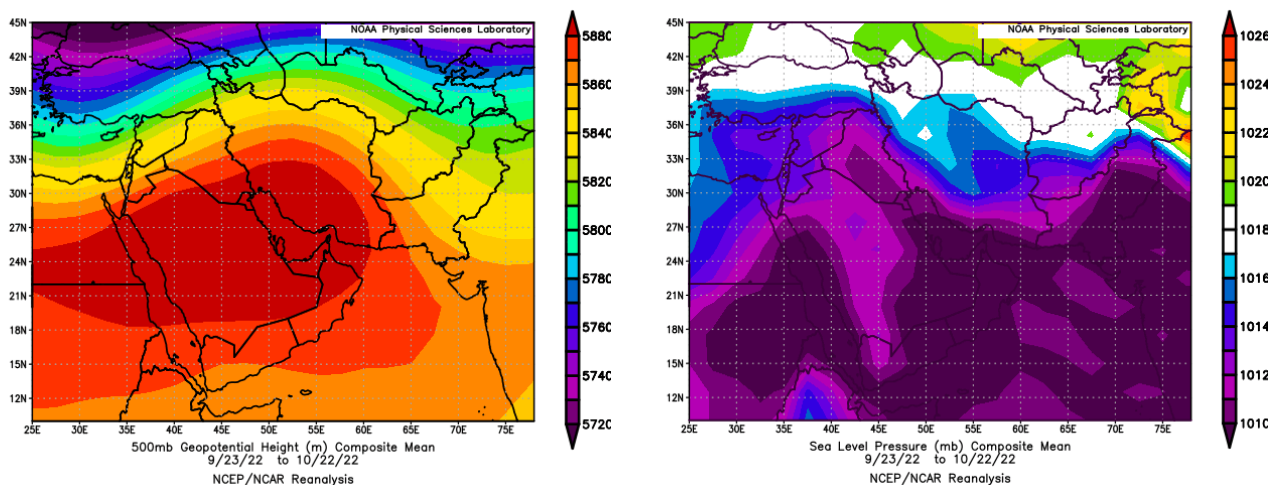 NOAA Physical Sciences Laboratory
45N
42N
39N
36N
33N
30N
27N
24N
21N
18N
15N
12N
25E 30E 35E 40E 45E 50E 55E 60E 65E 70E 75E
5880
5860
5840
5820
5800
5780
5760
5740
5720
500mb Geopotential Height (m) Composite Mean
9/23/22 to 10/22/22
NCEP/NCAR Reanalysis
NOAA Physical Sciences Laboratory
45N
42N
39N
36N
33N
30N
27N
24N
21N
18N
15N
12N
25E 30E 35E 40E 45E 50E 55E 60E 65E 70E 75E
1026
1024
1022
1020
1018
1016
1014
1012
1010
Sea Level Pressure (mb) Composite Mean
9/23/22 to 10/22/22
NCEP/NCAR Reanalysis